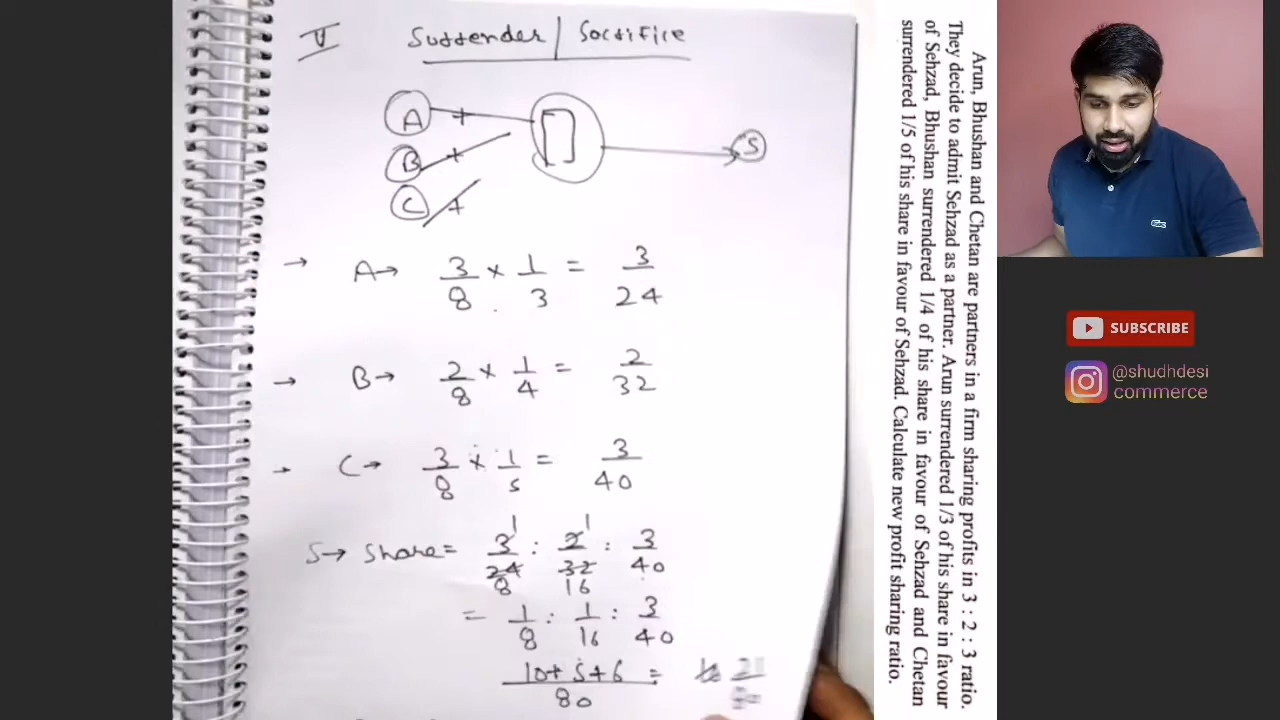 V Surrender / Sacrifice
A
B
C
S
→ A→ 3/8 × 1/3 = 3/24
→ B→ 2/8 × 1/4 = 2/32
→ C→ 3/8 × 1/5 = 3/40
S→ Share = 3/24 : 2/32 : 3/40
1 1
8 16
= 1/8 : 1/16 : 3/40
10+5+6/80 =
Arun, Bhushan and Chetan are partners in a firm sharing profits in 3 : 2 : 3 ratio.
They decide to admit Sehzad as a partner. Arun surrendered 1/3 of his share in favour
of Sehzad, Bhushan surrendered 1/4 of his share in favour of Sehzad and Chetan
surrendered 1/5 of his share in favour of Sehzad. Calculate new profit sharing ratio.
SUBSCRIBE
@shudhdesi
commerce